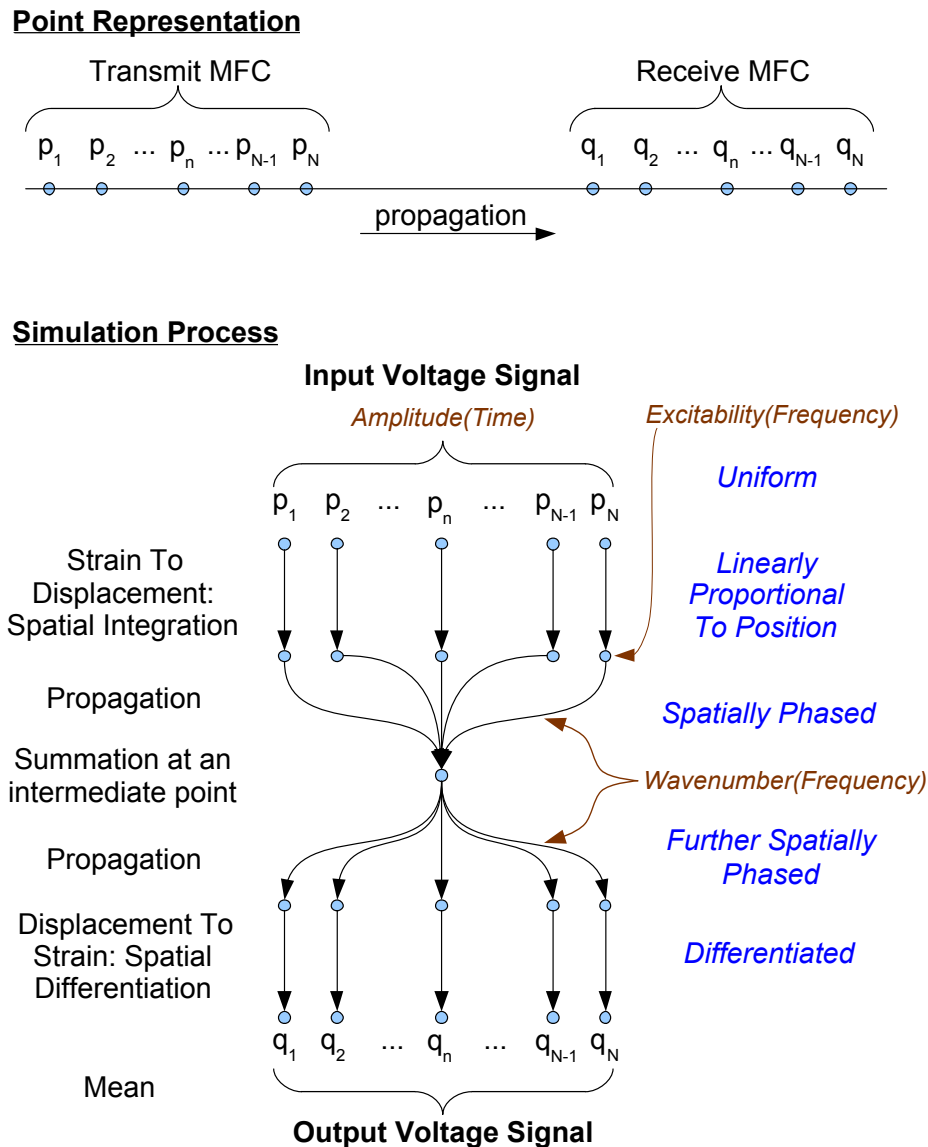 Point Representation
Transmit MFC
Receive MFC
p1 p2 ... pn ... pN-1 pN
q1 q2 ... qn ... qN-1 qN
propagation
Simulation Process
Input Voltage Signal
Amplitude(Time)
Excitability(Frequency)
Uniform
p1 p2 ... pn ... pN-1 pN
Strain To
Displacement:
Spatial Integration
Linearly
Proportional
To Position
Propagation
Spatially Phased
Summation at an
intermediate point
Wavenumber(Frequency)
Propagation
Further Spatially
Phased
Displacement To
Strain: Spatial
Differentiation
Differentiated
q1 q2 ... qn ... qN-1 qN
Mean
Output Voltage Signal